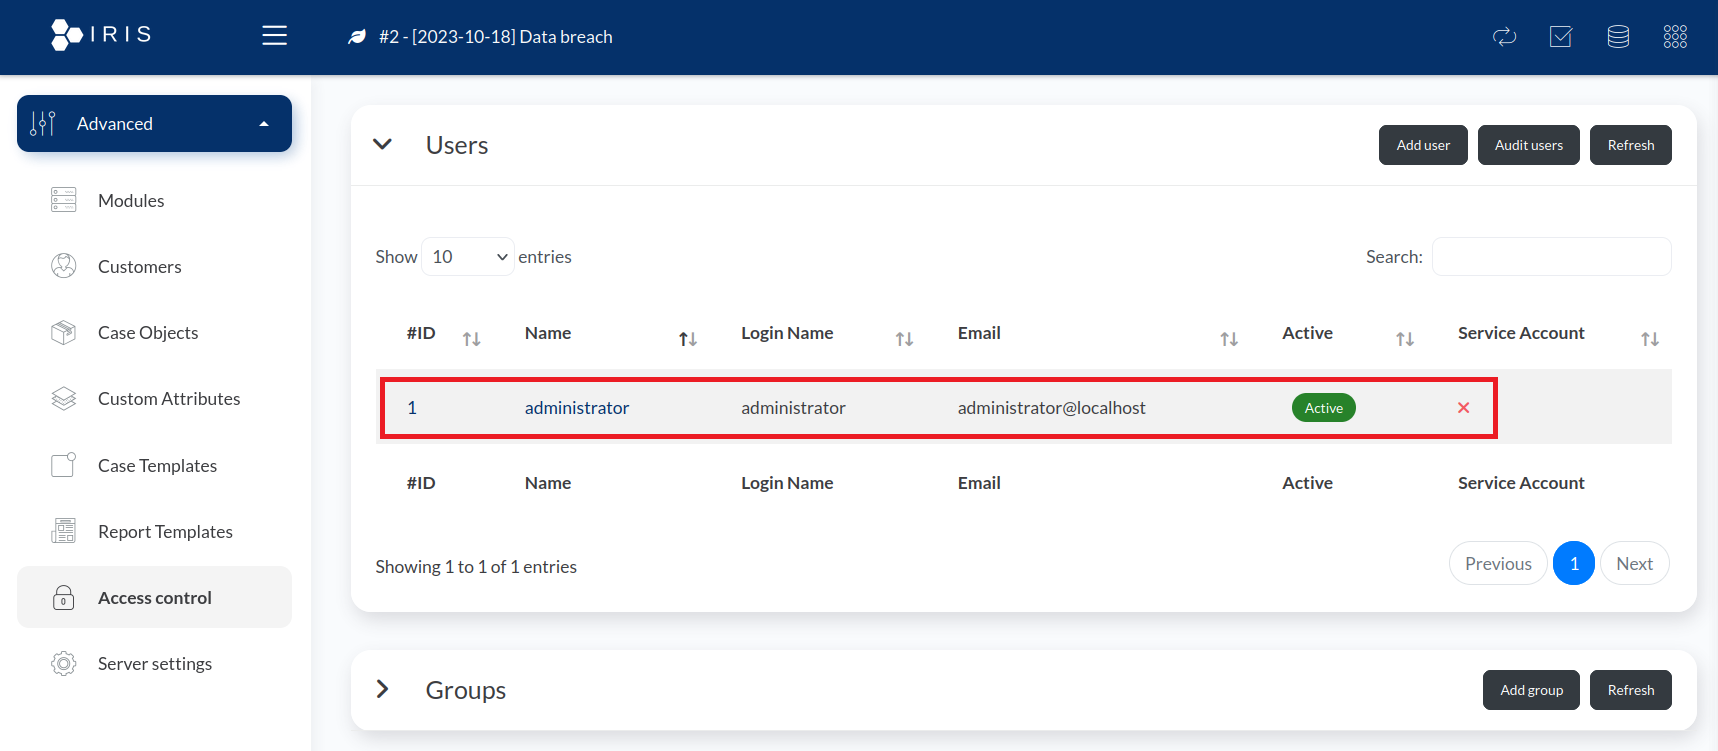 IRIS
#2 - [2023-10-18] Data breach
Advanced
Modules
Customers
Case Objects
Custom Attributes
Case Templates
Report Templates
0
Access control
Server settings
Users
Add user
Audit users
Refresh
Show 10 entries
Search:
#ID Name Login Name Email Active Service Account
1 administrator administrator administrator@localhost Active
#ID Name Login Name Email Active Service Account
Showing 1 to 1 of 1 entries
Previous 1 Next
Groups
Add group
Refresh